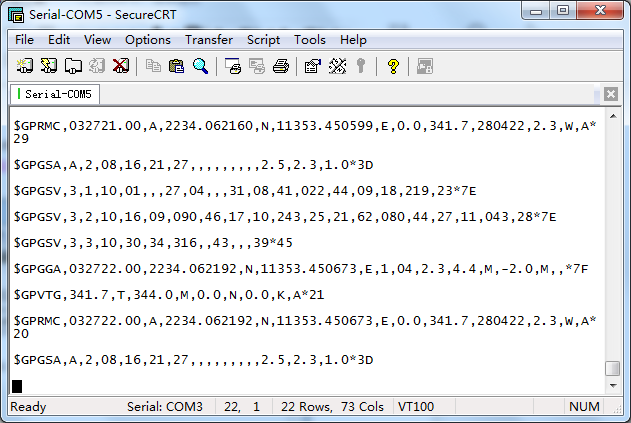 Serial-COM5 - SecureCRT
File Edit View Options Transfer Script Tools Help
Serial-COM5
$GPRMC,032721.00,A,2234.062160,N,11353.450599,E,0.0,341.7,280422,2.3,W,A*
29
$GPGSA,A,2,08,16,21,27,,,,,,,,,2.5,2.3,1.0*3D
$GPGSV,3,1,10,01,,,27,04,,,31,08,41,022,44,09,18,219,23*7E
$GPGSV,3,2,10,16,09,090,46,17,10,243,25,21,62,080,44,27,11,043,28*7E
$GPGSV,3,3,10,30,34,316,,43,,,39*45
$GPGGA,032722.00,2234.062192,N,11353.450673,E,1,04,2.3,4.4,M,-2.0,M,,*7F
$GPVTG,341.7,T,344.0,M,0.0,N,0.0,K,A*21
$GPRMC,032722.00,A,2234.062192,N,11353.450673,E,0.0,341.7,280422,2.3,W,A*
20
$GPGSA,A,2,08,16,21,27,,,,,,,,,2.5,2.3,1.0*3D
Ready Serial: COM3 22, 1 22 Rows, 73 Cols VT100 NUM